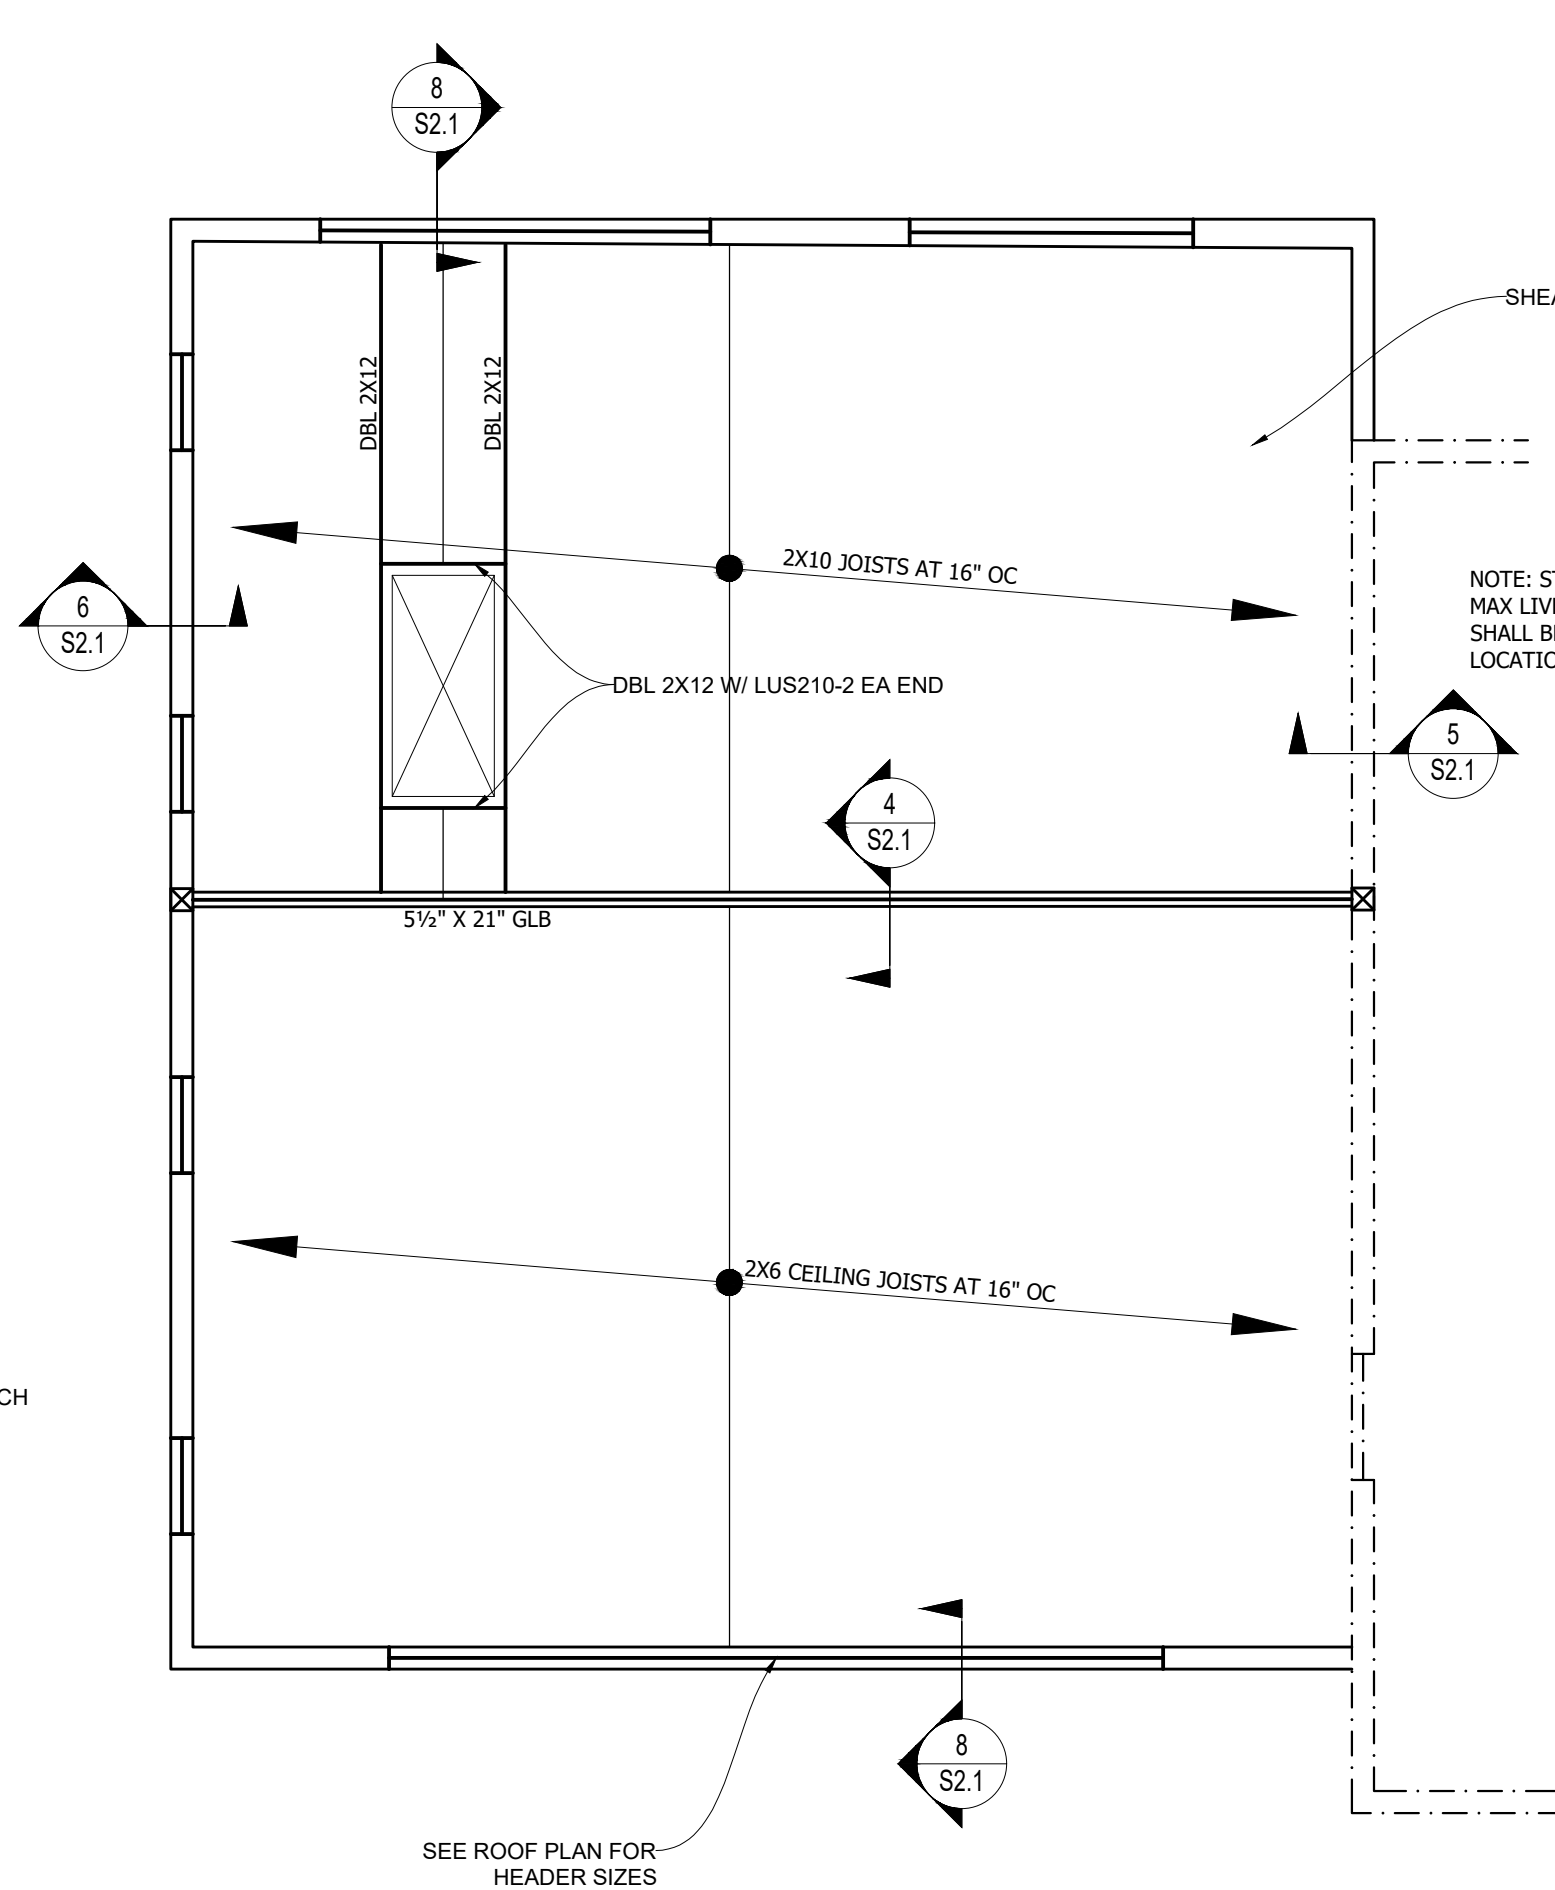 8
S2.1
SHEA
DBL 2X12
DBL 2X12
2X10 JOISTS AT 16" OC
NOTE: ST
MAX LIV
SHALL B
LOCATIO
6
S2.1
DBL 2X12 W/ LUS210-2 EA END
5
S2.1
4
S2.1
5½" X 21" GLB
2X6 CEILING JOISTS AT 16" OC
CH
8
S2.1
SEE ROOF PLAN FOR
HEADER SIZES